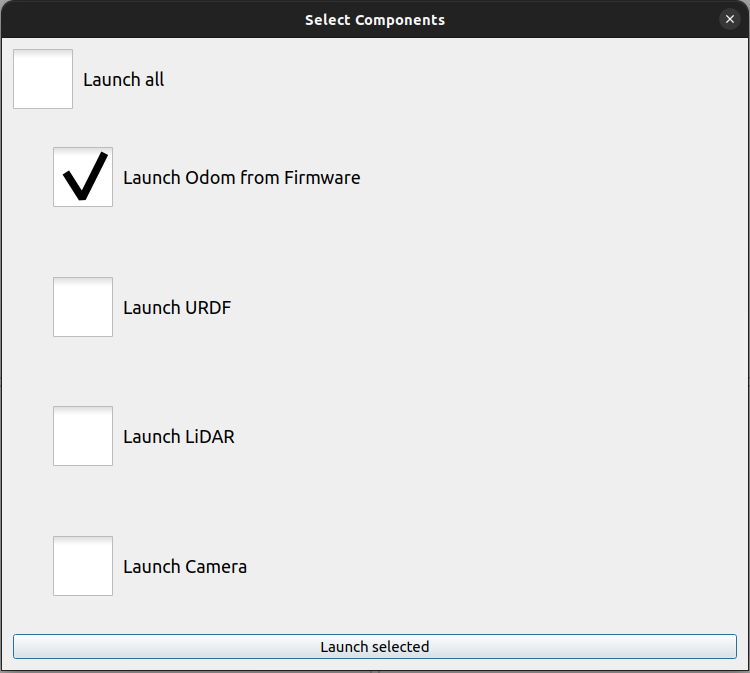 Select Components
Launch all
Launch Odom from Firmware
Launch URDF
Launch LiDAR
Launch Camera
Launch selected